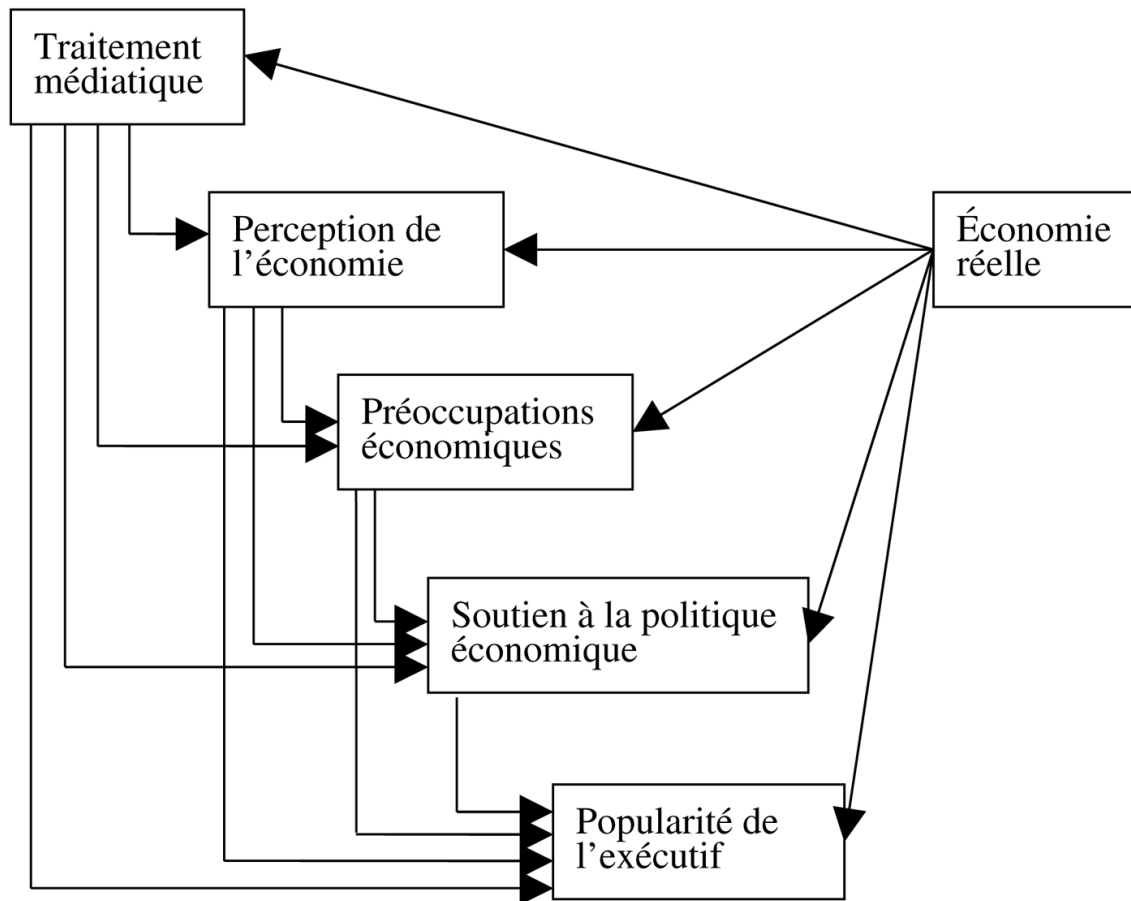 Traitement
médiatique
Perception de
l’économie
Économie
réelle
Préoccupations
économiques
Soutien à la politique
économique
Popularité de
l’exécutif